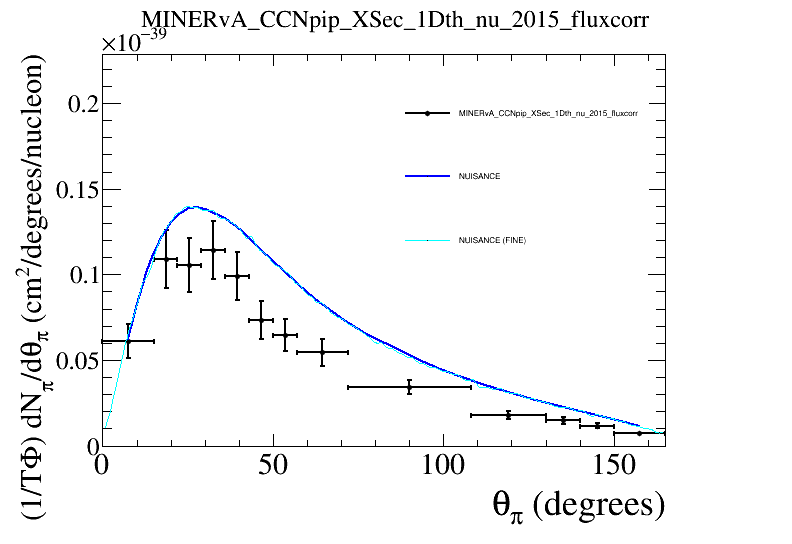 MINERvA_CCNpip_XSec_1Dth_nu_2015_fluxcorr
×10⁻³⁹
(1/TΦ) dN_π/dθ_π (cm²/degrees/nucleon)
0.2
0.15
0.1
0.05
0
MINERvA_CCNpip_XSec_1Dth_nu_2015_fluxcorr
NUISANCE
NUISANCE (FINE)
0 50 100 150
θ_π (degrees)